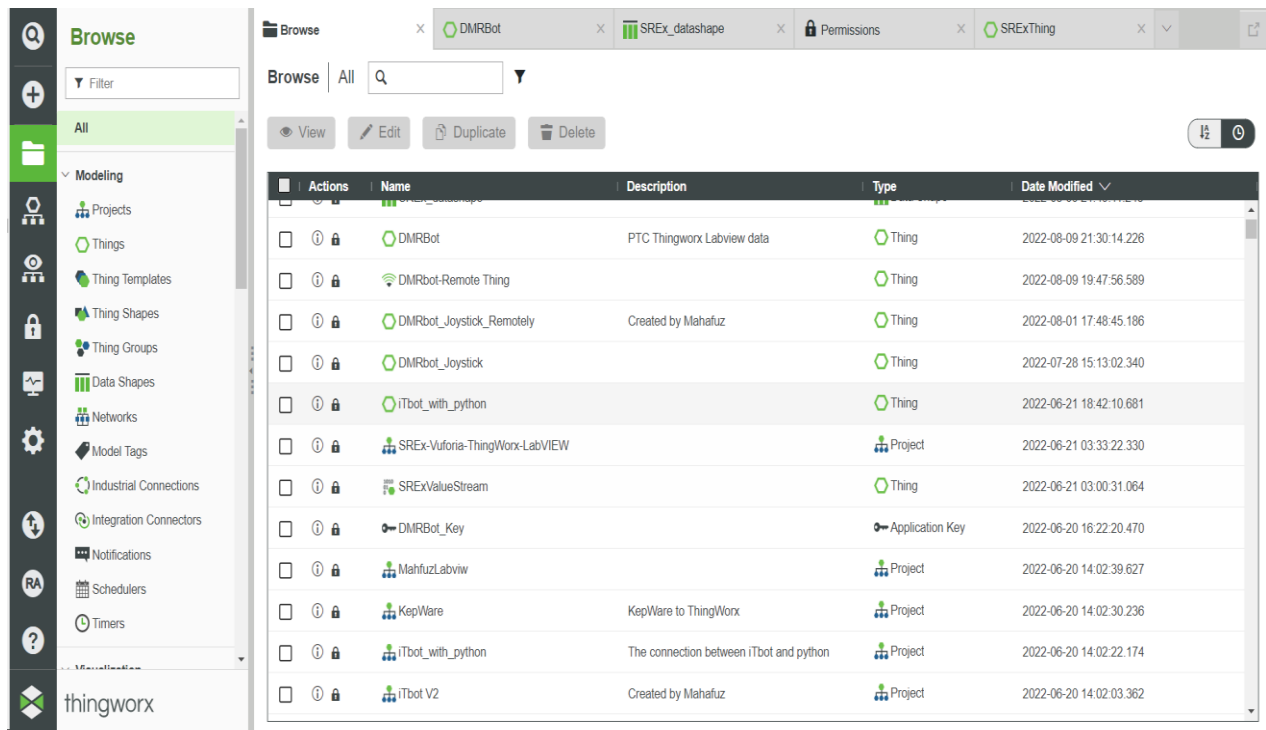 Browse
DMRBot
SREx_datashape
Permissions
SRExThing
Browse
Filter
All
Modeling
Projects
Things
Thing Templates
Thing Shapes
Thing Groups
Data Shapes
Networks
Model Tags
Industrial Connections
Integration Connectors
Notifications
Schedulers
Timers
Visualization
RA
?
thingworx
Browse All
View Edit Duplicate Delete
Actions Name Description Type Date Modified
SREx_datashape Data Shape
DMRBot PTC Thingworx Labview data Thing 2022-08-09 21:30:14.226
DMRbot-Remote Thing Thing 2022-08-09 19:47:56.589
DMRbot_Joystick_Remotely Created by Mahafuz Thing 2022-08-01 17:48:45.186
DMRbot_Joystick Thing 2022-07-28 15:13:02.340
iTbot_with_python Thing 2022-06-21 18:42:10.681
SREx-Vuforia-ThingWorx-LabVIEW Project 2022-06-21 03:33:22.330
SRExValueStream Thing 2022-06-21 03:00:31.064
DMRBot_Key Application Key 2022-06-20 16:22:20.470
MahfuzLabviw Project 2022-06-20 14:02:39.627
KepWare KepWare to ThingWorx Project 2022-06-20 14:02:30.236
iTbot_with_python The connection between iTbot and python Project 2022-06-20 14:02:22.174
iTbot V2 Created by Mahafuz Project 2022-06-20 14:02:03.362